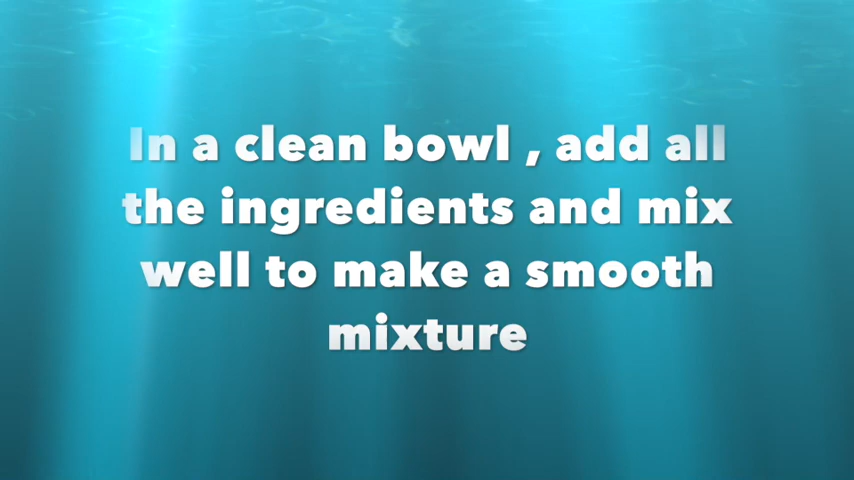 In a clean bowl , add all
the ingredients and mix
well to make a smooth
mixture